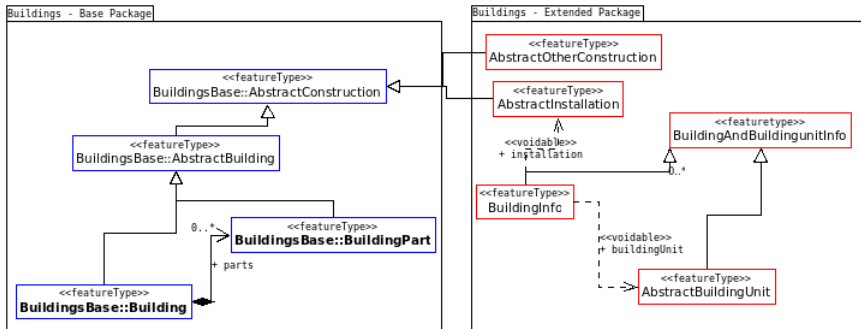 Buildings - Base Package
<<featureType>>
BuildingsBase::AbstractConstruction
<<featureType>>
BuildingsBase::AbstractBuilding
0..*
<<featureType>>
BuildingsBase::BuildingPart
+ parts
<<featureType>>
BuildingsBase::Building
Buildings - Extended Package
<<featureType>>
AbstractOtherConstruction
<<featureType>>
AbstractInstallation
<<featuretype>>
BuildingAndBuildingunitInfo
<<voidable>>
+ installation
0..*
<<featureType>>
BuildingInfo
<<voidable>>
+ buildingUnit
<<featureType>>
AbstractBuildingUnit